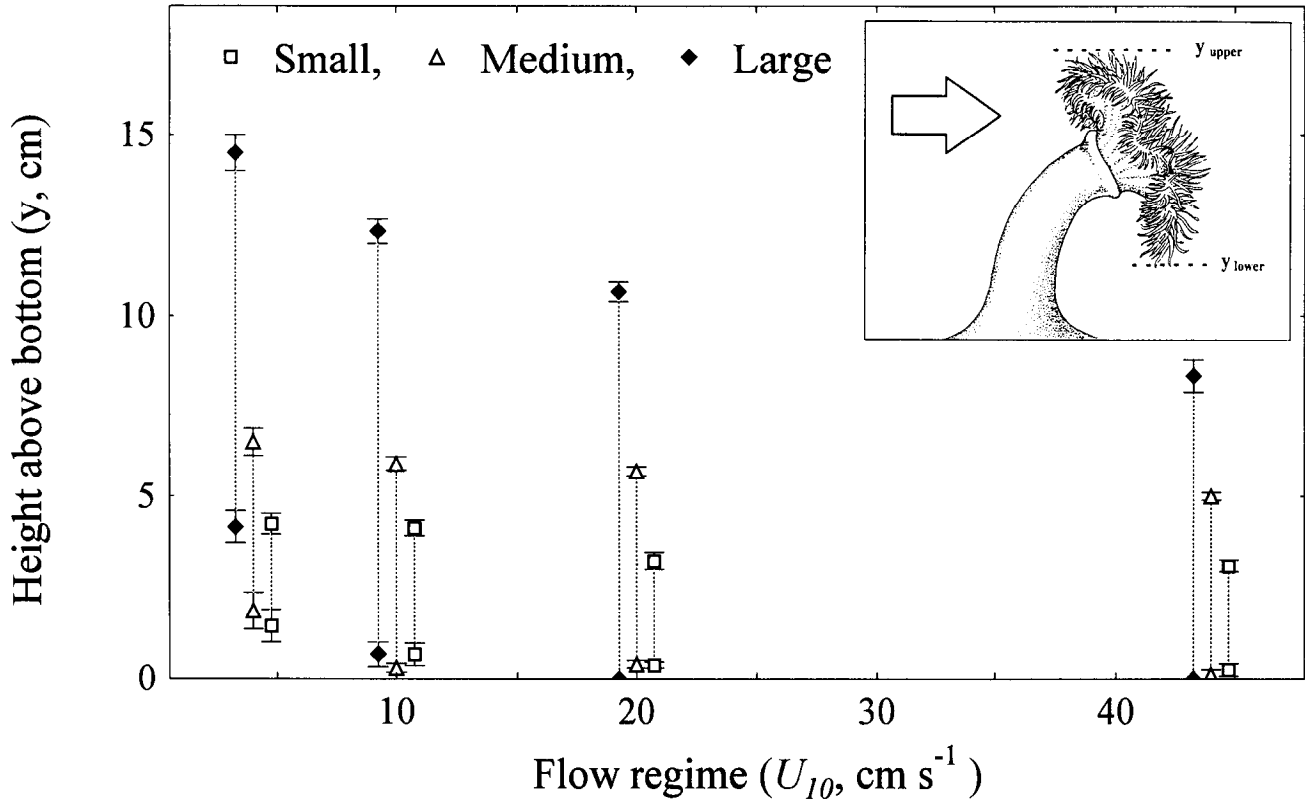 □ Small, △ Medium, ◆ Large
y upper
y lower
15
10
5
0
10 20 30 40
Height above bottom (y, cm)
Flow regime (U10, cm s-1)